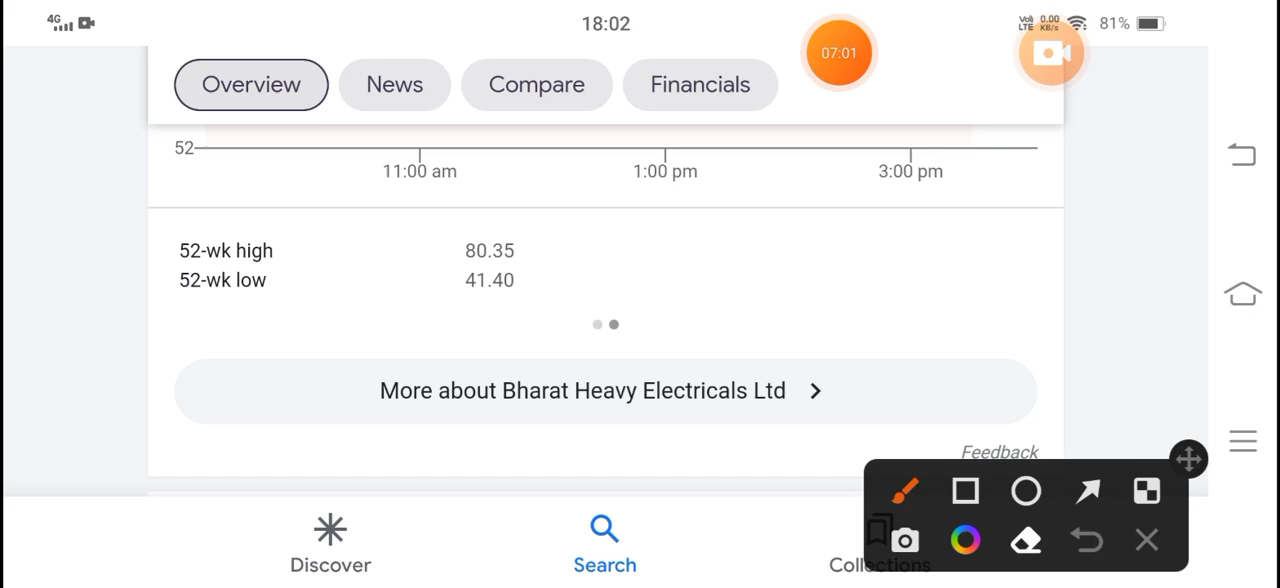 4G
18:02
Vo)
LTE
0.00
KB/s
81%
07:01
Overview
News
Compare
Financials
52
11:00 am
1:00 pm
3:00 pm
52-wk high 80.35
52-wk low 41.40
More about Bharat Heavy Electricals Ltd
Feedback
Discover
Search
Collections